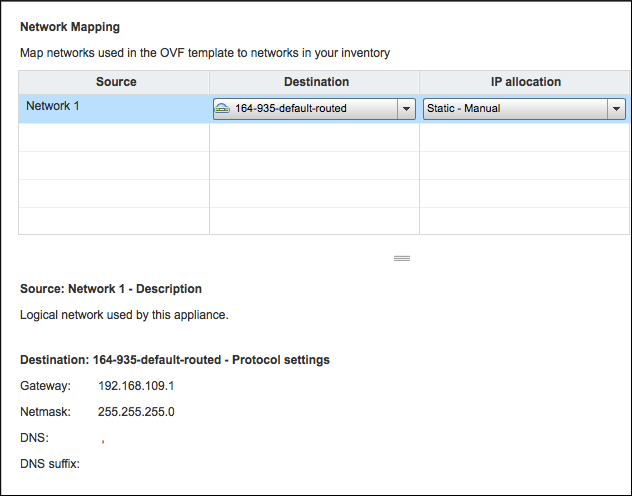 Network Mapping
Map networks used in the OVF template to networks in your inventory
Source Destination IP allocation
Network 1 164-935-default-routed Static - Manual
Source: Network 1 - Description
Logical network used by this appliance.
Destination: 164-935-default-routed - Protocol settings
Gateway: 192.168.109.1
Netmask: 255.255.255.0
DNS: ,
DNS suffix: